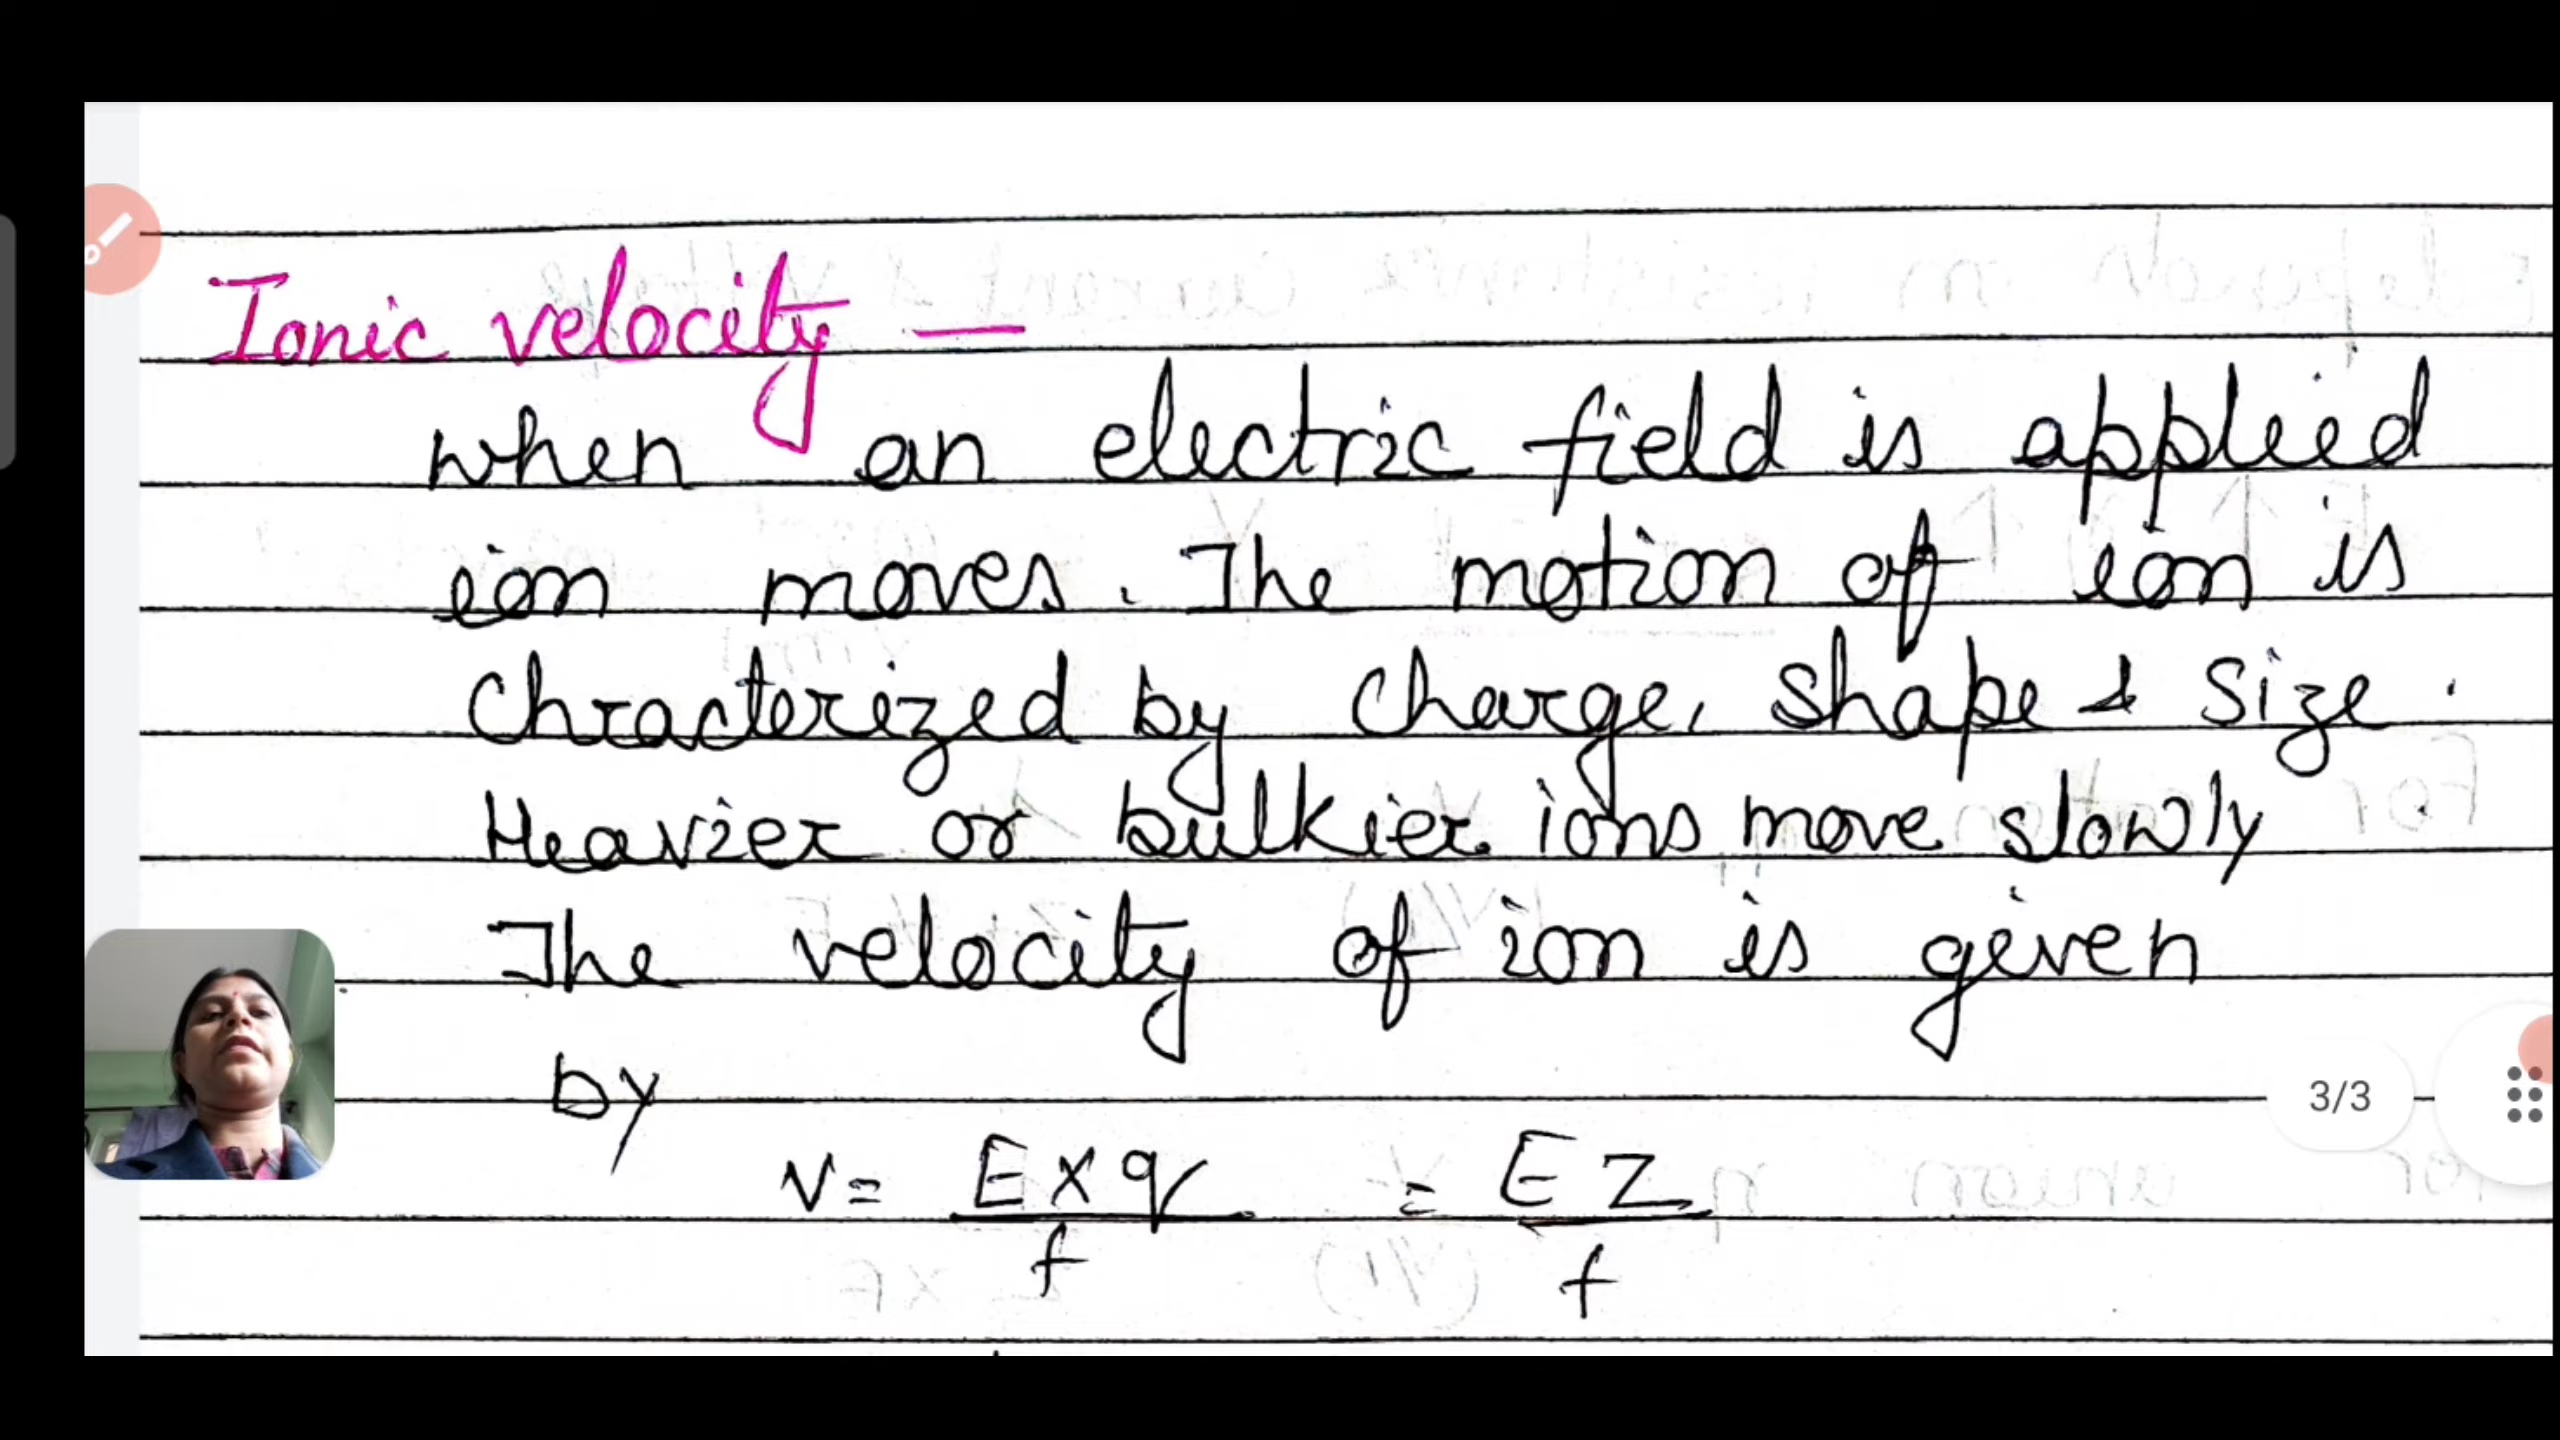 Ionic velocity —
when an electric field is applied
ion moves. The motion of ion is
Chracterized by Charge, Shape & Size.
Heavier or bulkier ions move slowly
The velocity of ion is given
by
3/3
v = E x q / f = E Z / f